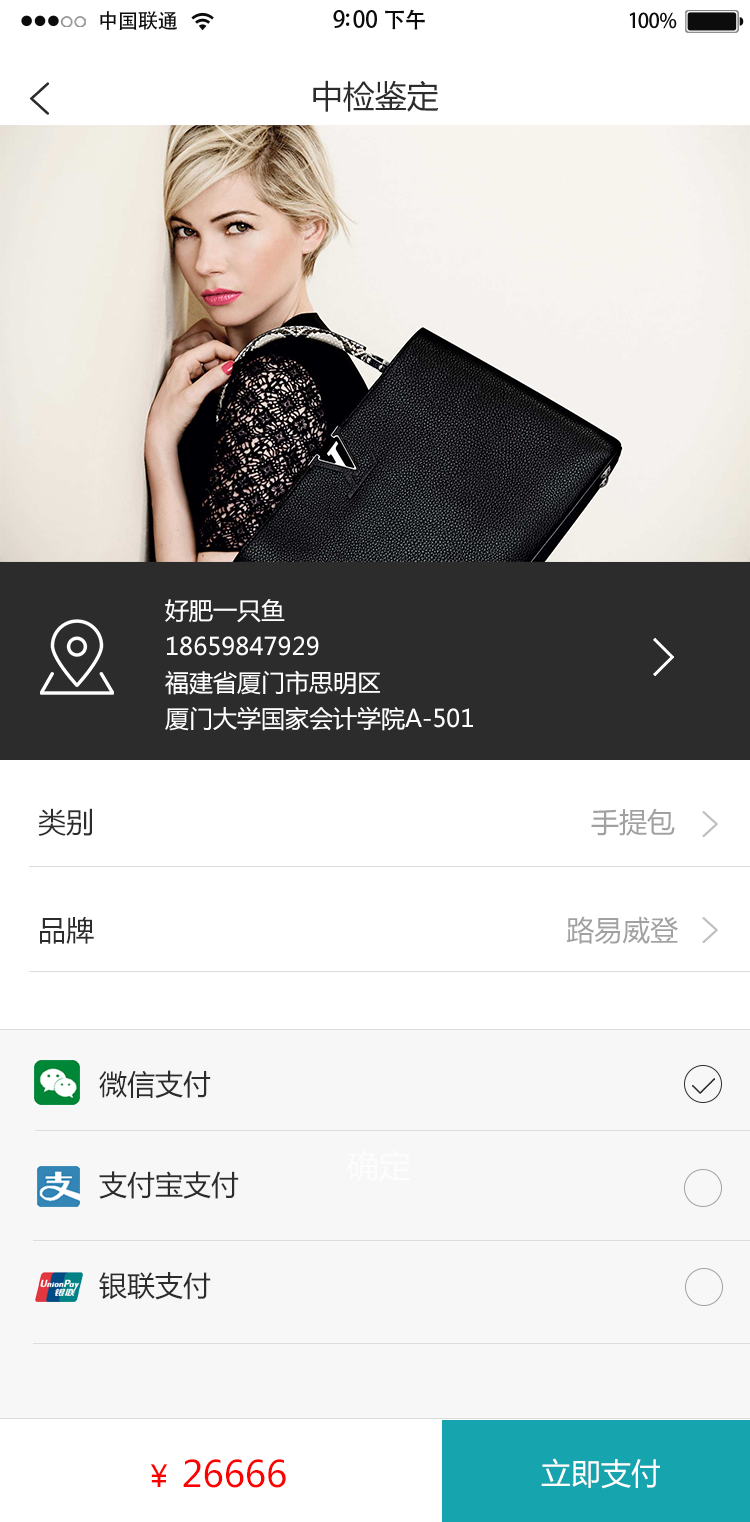 中国联通 9:00 下午 100%
中检鉴定
好肥一只鱼
18659847929
福建省厦门市思明区
厦门大学国家会计学院A-501
类别 手提包
品牌 路易威登
微信支付
确定
支付宝支付
UnionPay
银联
银联支付
¥ 26666 立即支付